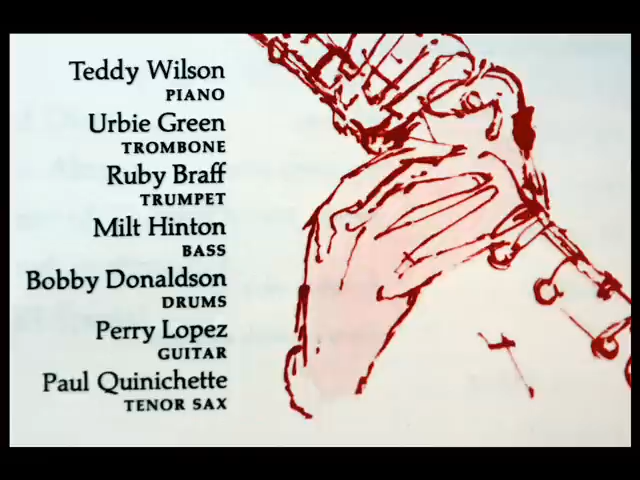 Teddy Wilson
PIANO
Urbie Green
TROMBONE
Ruby Braff
TRUMPET
Milt Hinton
BASS
Bobby Donaldson
DRUMS
Perry Lopez
GUITAR
Paul Quinichette
TENOR SAX